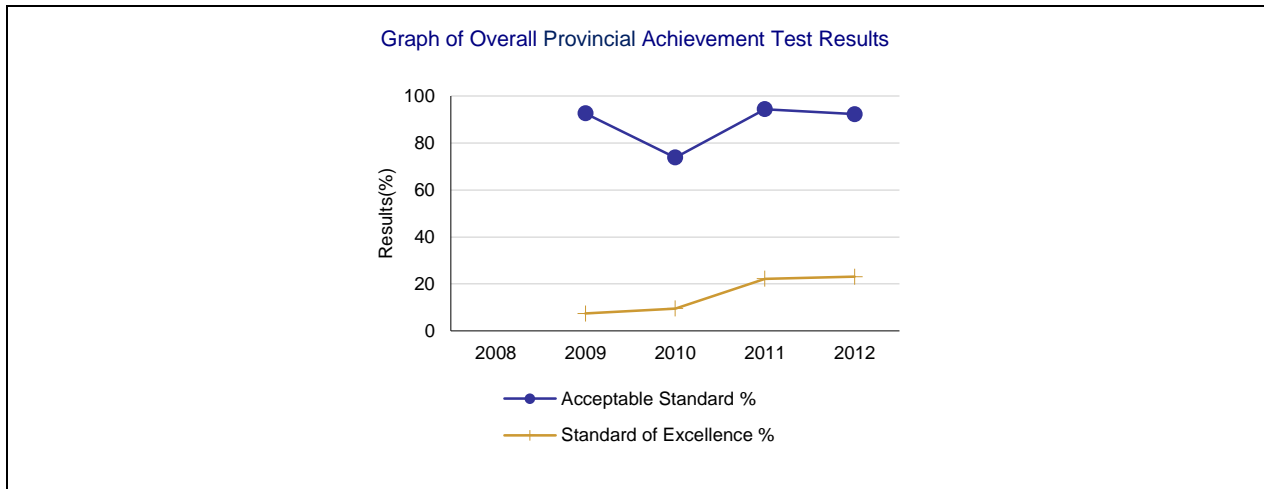 Graph of Overall Provincial Achievement Test Results
100
80
60
40
20
0
Results(%)
2008 2009 2010 2011 2012
Acceptable Standard %
Standard of Excellence %